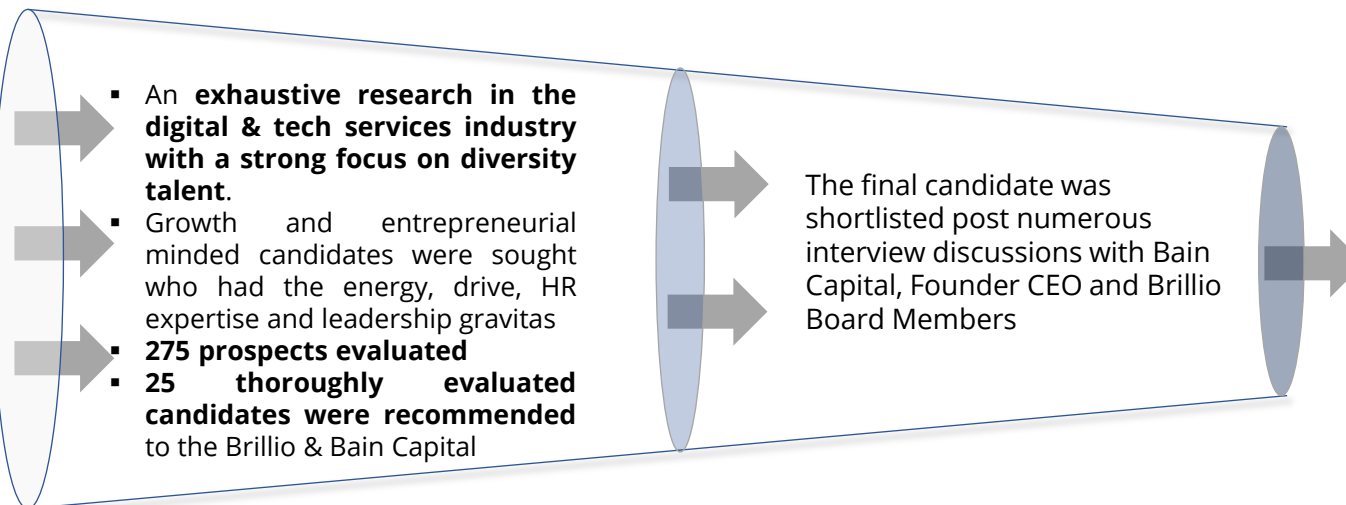 ▪ An exhaustive research in the
digital & tech services industry
with a strong focus on diversity
talent.
▪ Growth and entrepreneurial
minded candidates were sought
who had the energy, drive, HR
expertise and leadership gravitas
▪ 275 prospects evaluated
▪ 25 thoroughly evaluated
candidates were recommended
to the Brillio & Bain Capital
The final candidate was
shortlisted post numerous
interview discussions with Bain
Capital, Founder CEO and Brillio
Board Members